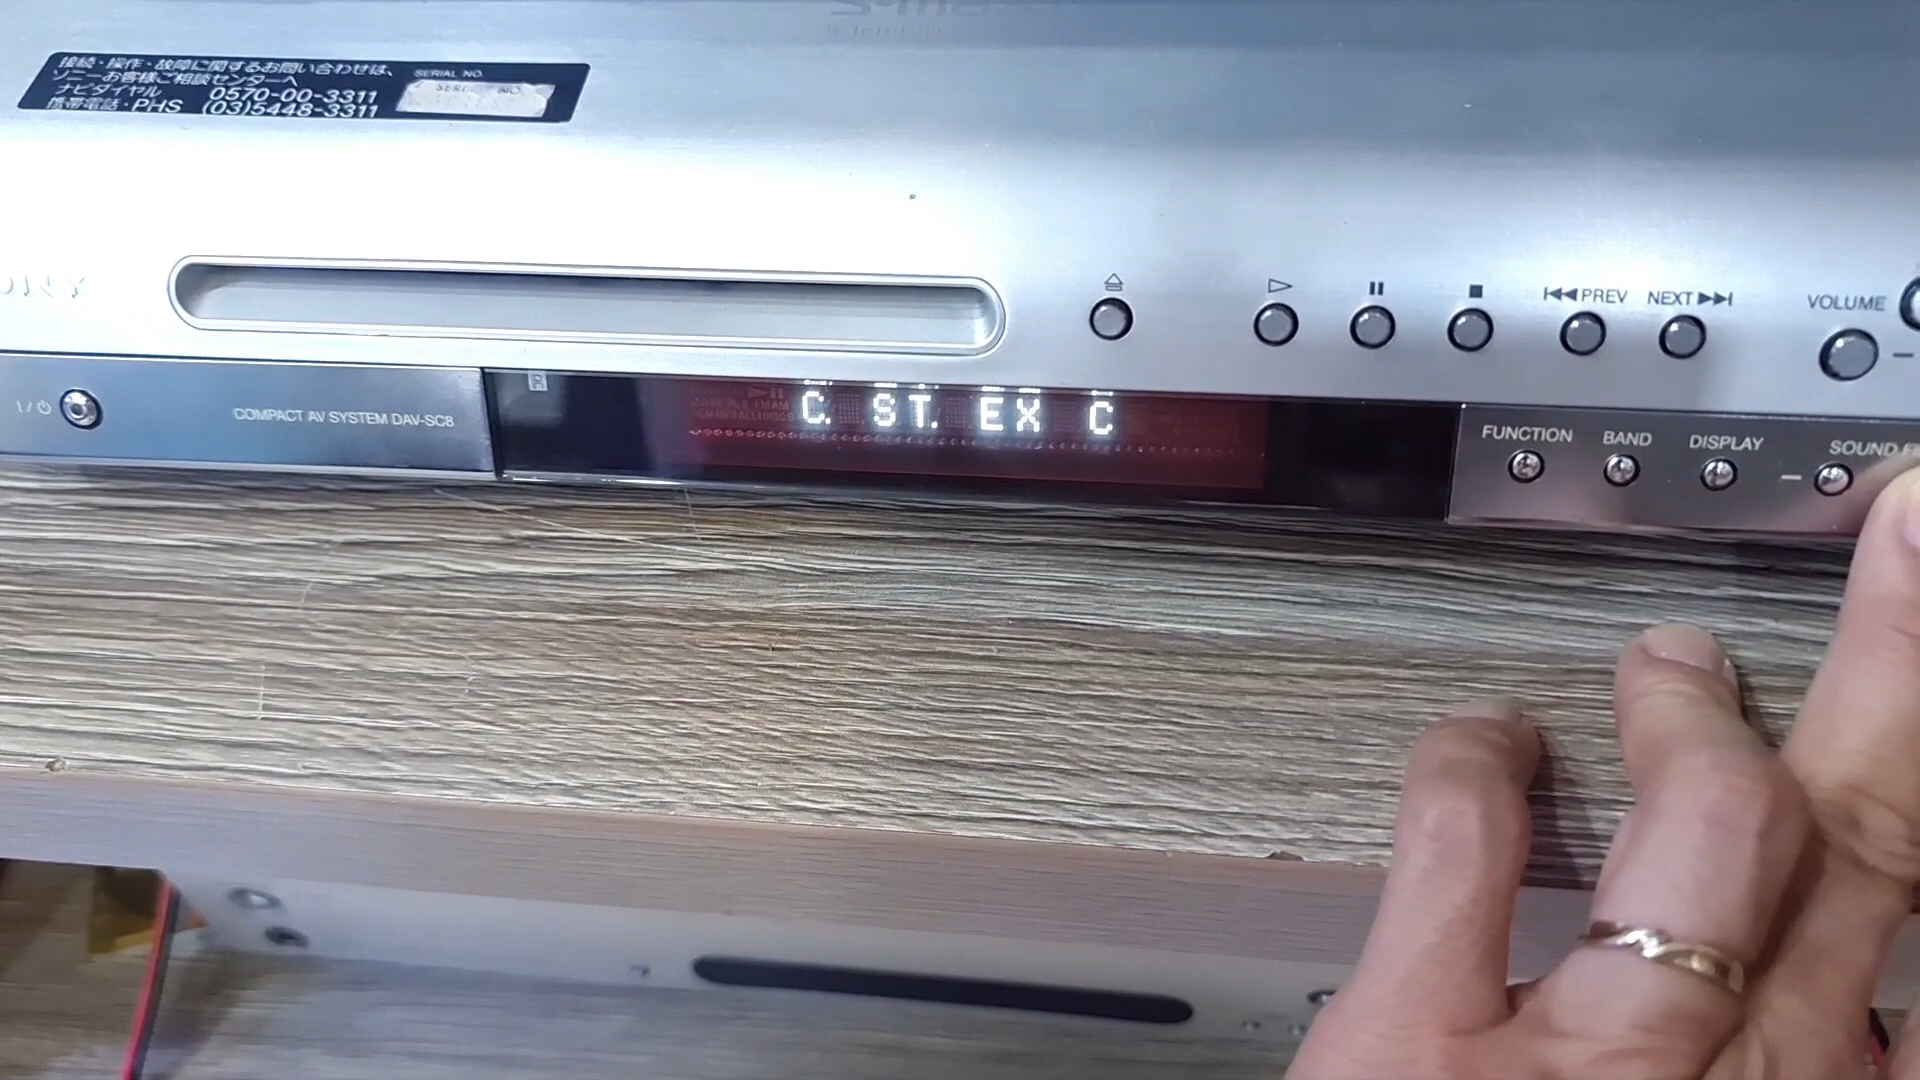 接続・操作・故障に関するお問い合わせは、
ソニーお客様ご相談センターへ
ナビダイヤル 0570-00-3311
携帯電話・PHS (03)5448-3311
SERIAL NO.
PREV NEXT
VOLUME
I/⏻
COMPACT AV SYSTEM DAV-SC8
C. ST. EX C
FUNCTION BAND DISPLAY SOUND